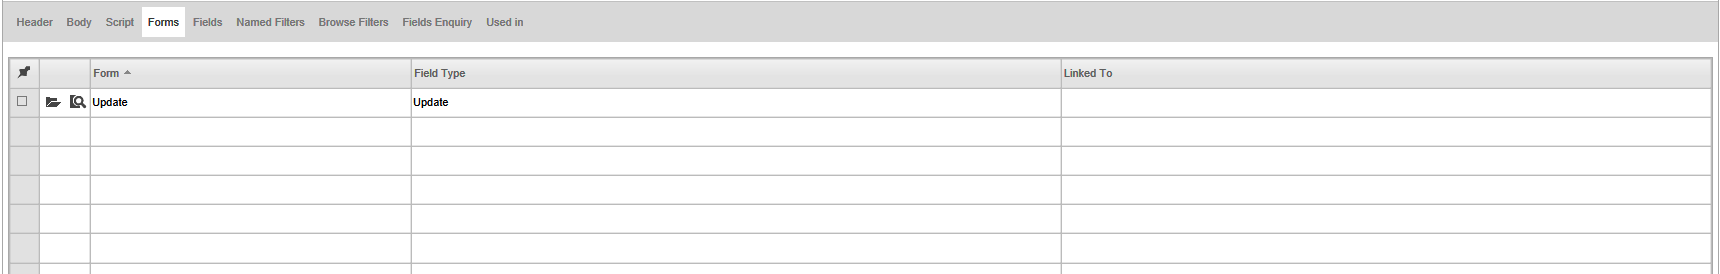 Header Body Script Forms Fields Named Filters Browse Filters Fields Enquiry Used in
Form Field Type Linked To
Update Update